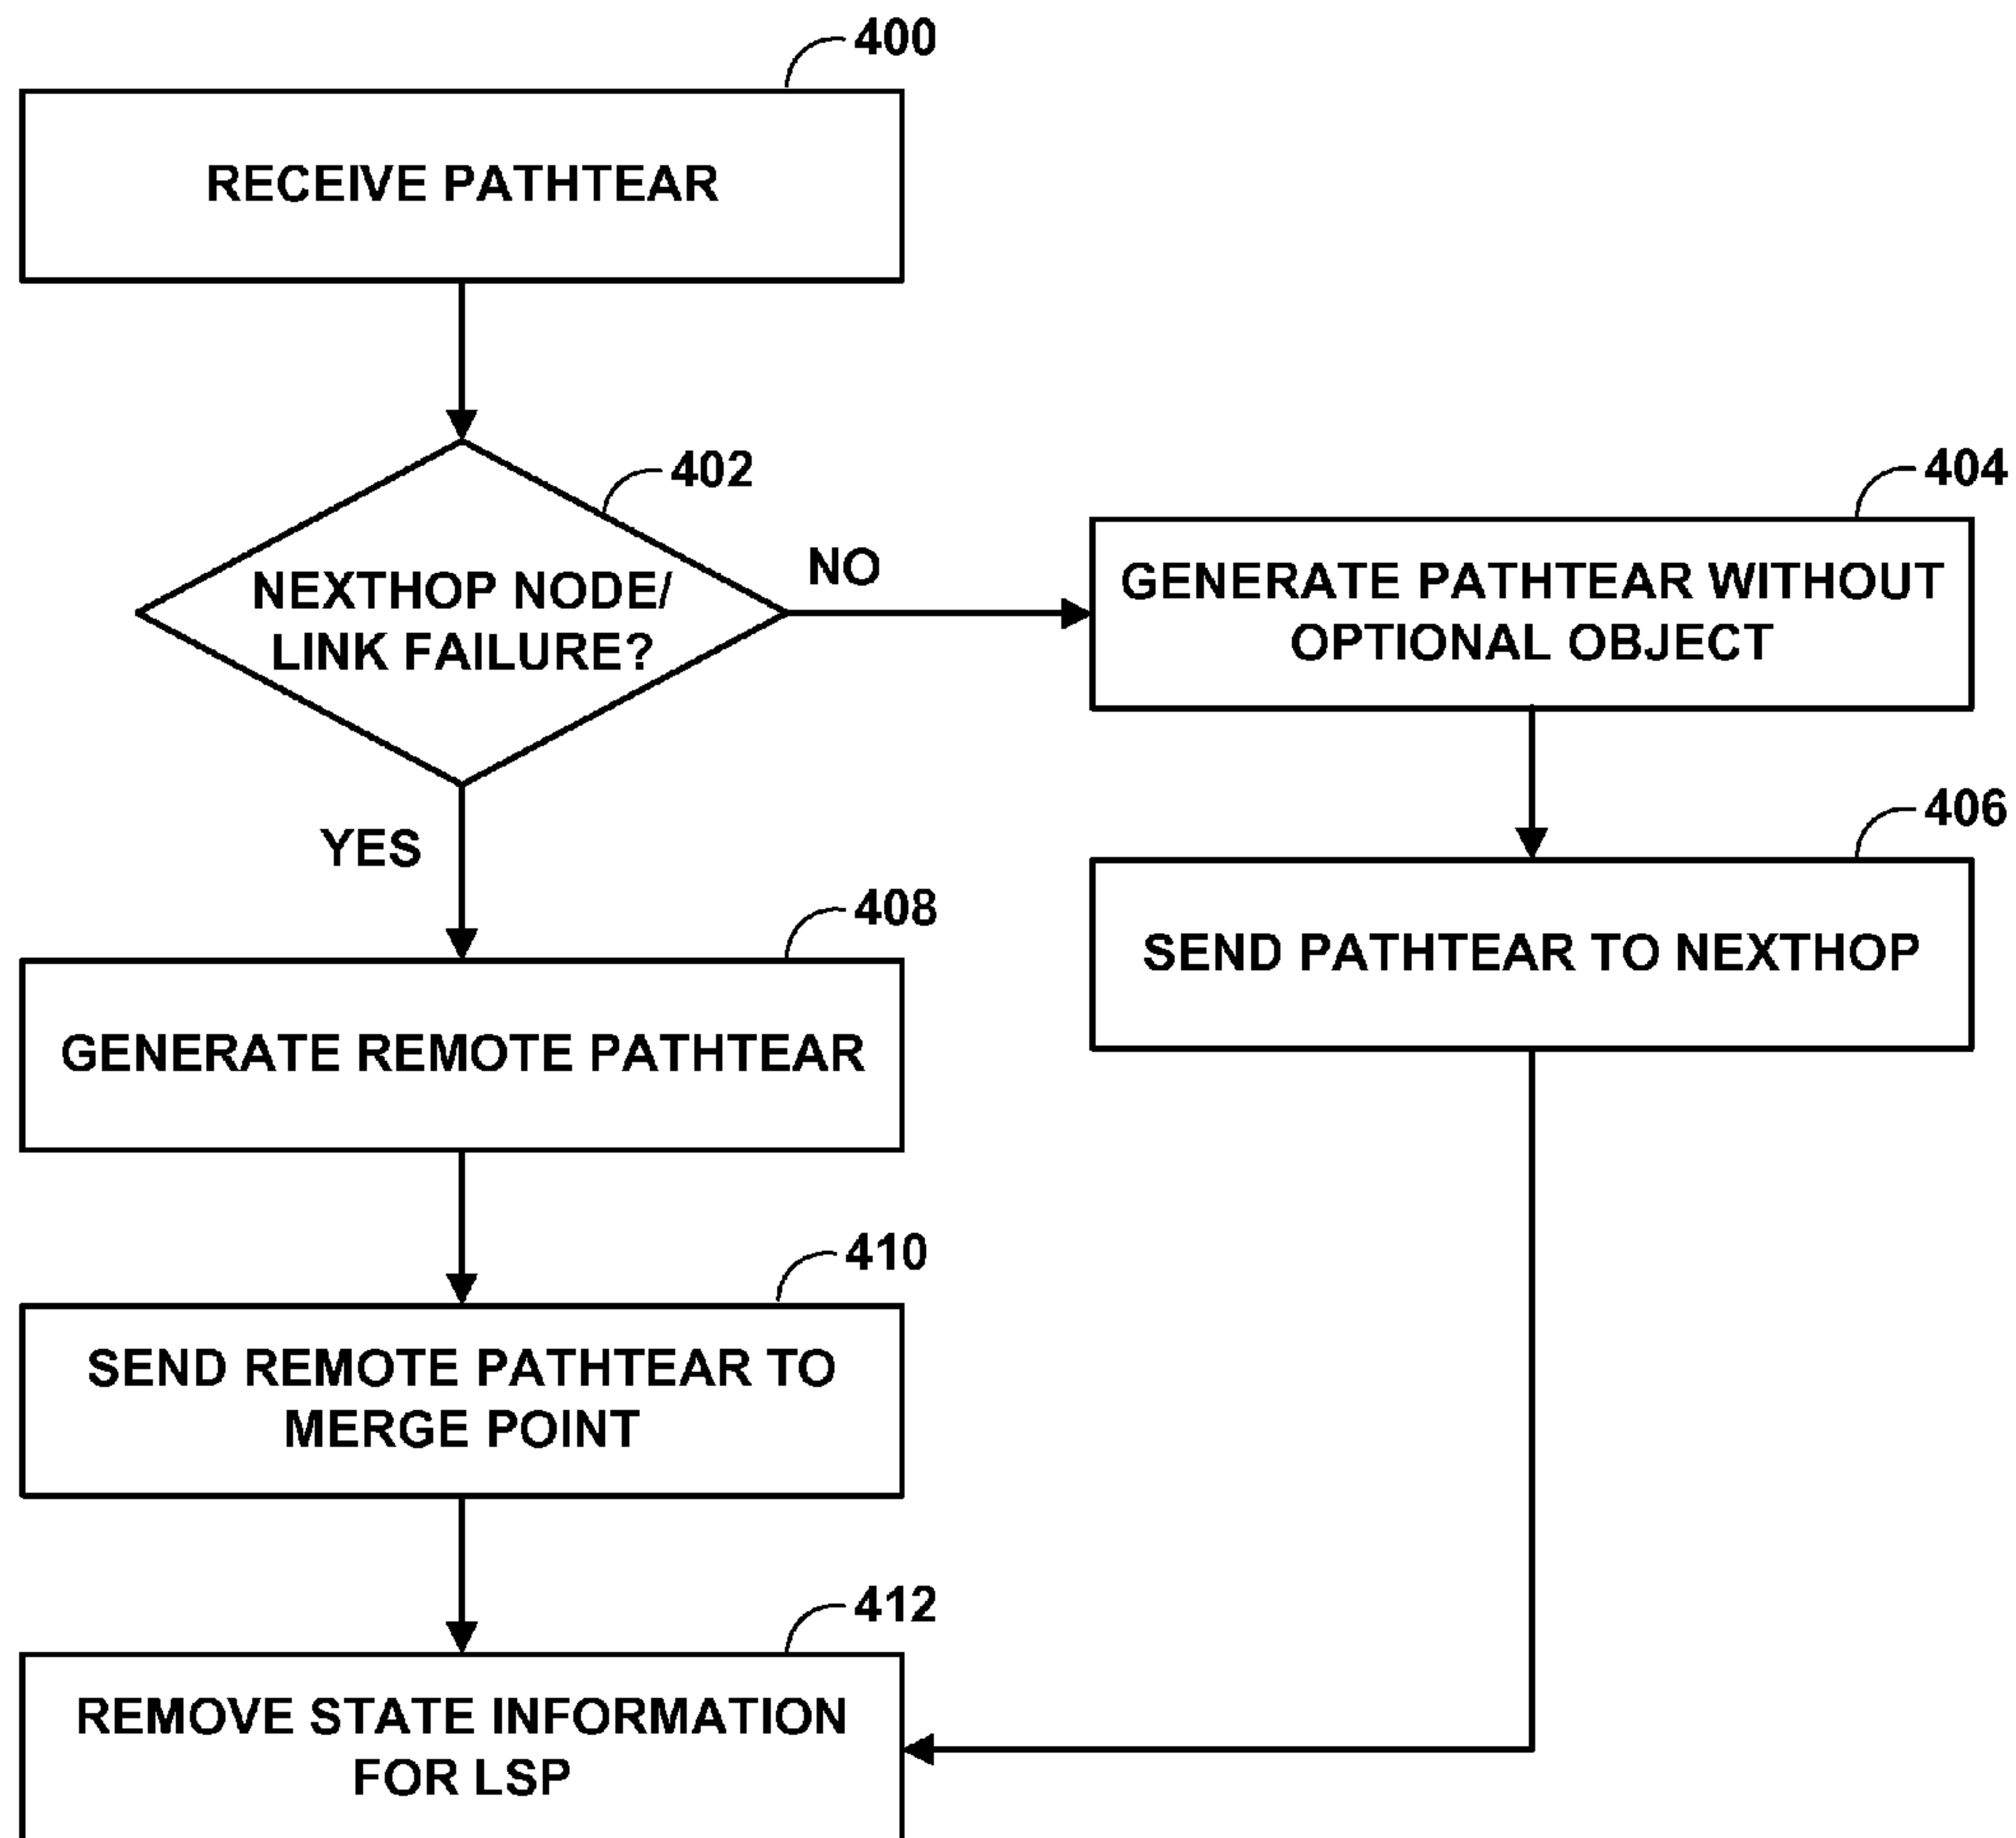 400
RECEIVE PATHTEAR
402
NEXTHOP NODE/
LINK FAILURE?
NO
YES
404
GENERATE PATHTEAR WITHOUT
OPTIONAL OBJECT
406
SEND PATHTEAR TO NEXTHOP
408
GENERATE REMOTE PATHTEAR
410
SEND REMOTE PATHTEAR TO
MERGE POINT
412
REMOVE STATE INFORMATION
FOR LSP